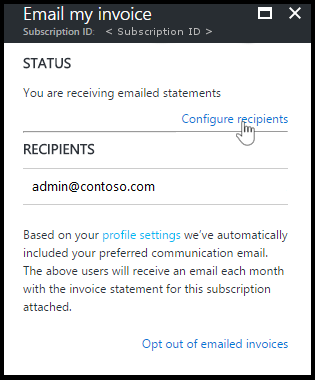 Email my invoice
Subscription ID: < Subscription ID >
STATUS
You are receiving emailed statements
Configure recipients
RECIPIENTS
admin@contoso.com
Based on your profile settings we've automatically
included your preferred communication email.
The above users will receive an email each month
with the invoice statement for this subscription
attached.
Opt out of emailed invoices